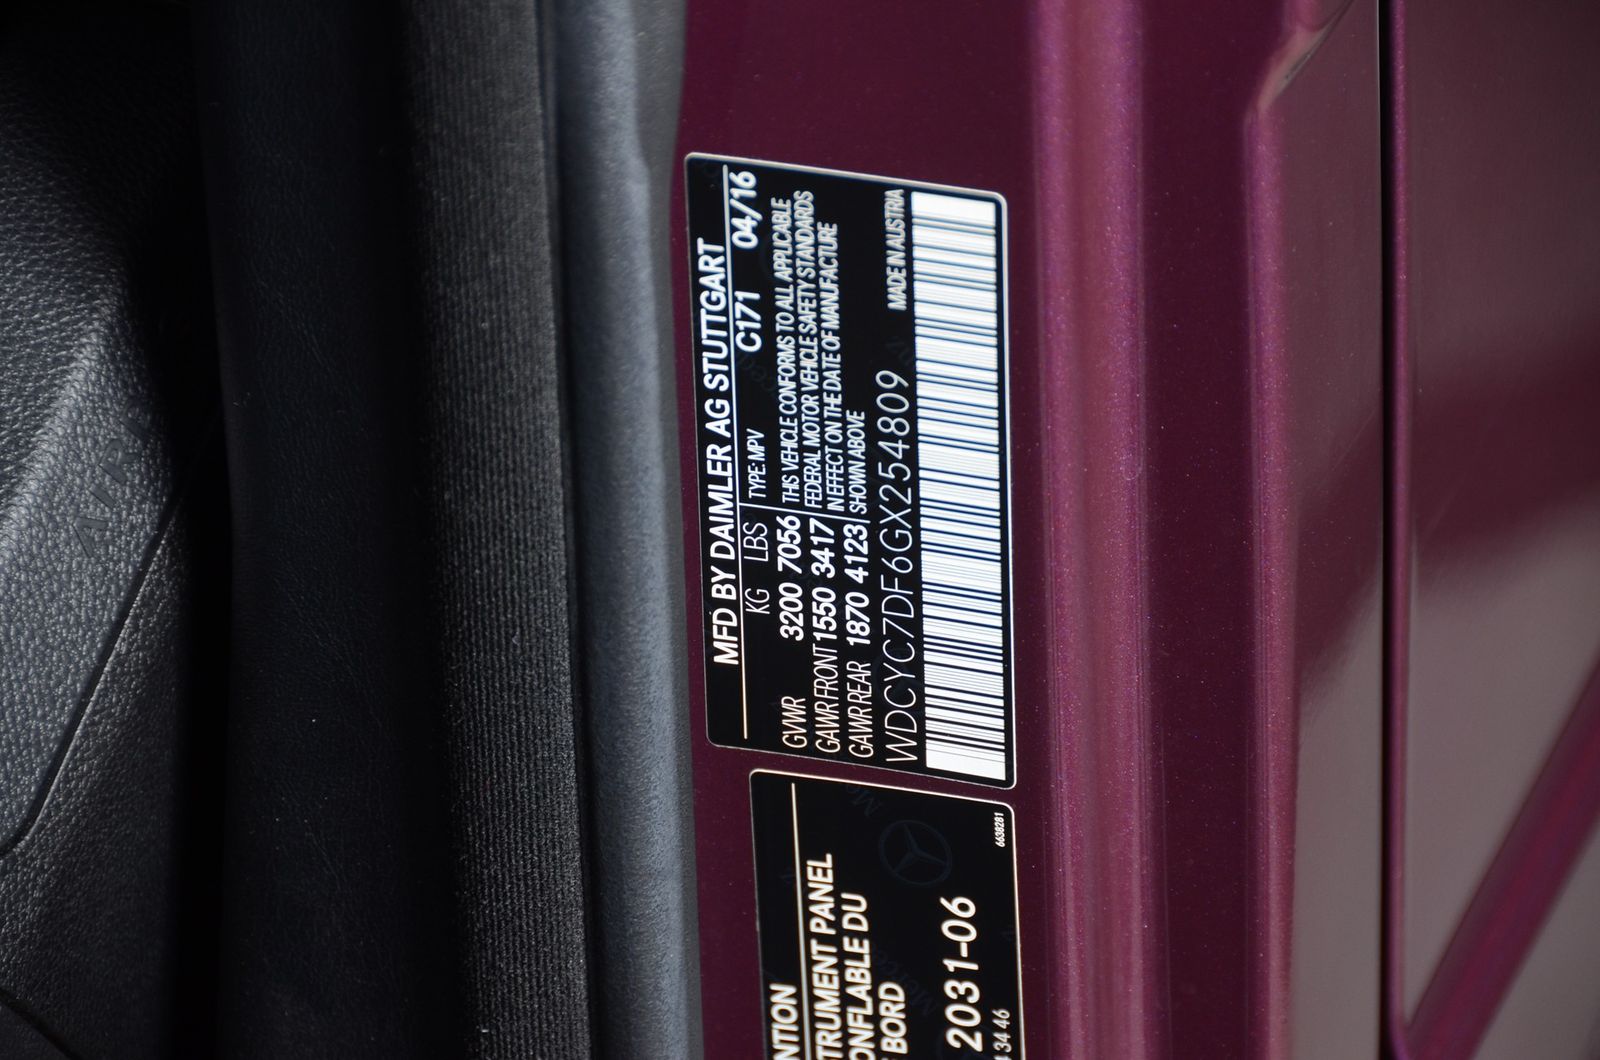 MFD BY DAIMLER AG STUTTGART
KG LBS TYPE: MPV C171 04/16
GVWR 3200 7056
GAWR FRONT 1550 3417
GAWR REAR 1870 4123
THIS VEHICLE CONFORMS TO ALL APPLICABLE
FEDERAL MOTOR VEHICLE SAFETY STANDARDS
IN EFFECT ON THE DATE OF MANUFACTURE
SHOWN ABOVE
WDCYC7DF6GX254809 MADE IN AUSTRIA
NTION
TRUMENT PANEL
ONFLABLE DU
BORD
2031-06
3446
6638281
AIRB